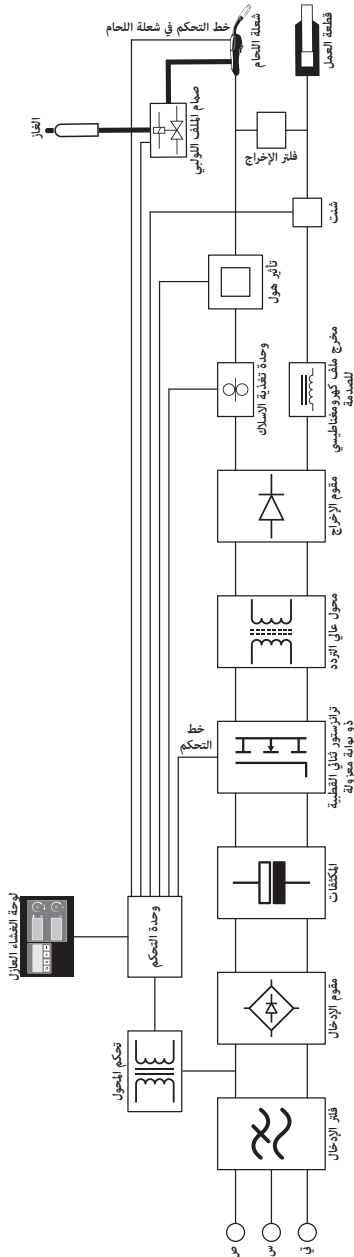 خط التحكم في شعلة اللحام
شعلة اللحام
قطعة العمل
الغاز
صمام الملف اللولبي
فلتر الإخراج
شنت
تأثير هول
وحدة تغذية الاسلاك
مخرج ملف كهرومغناطيسي
للصدمة
مقوم الإخراج
محول عالي التردد
خط
التحكم
ترانزستور ثنائي القطبية
ذو بوابة معزولة
المكثفات
لوحة الغشاء العازل
وحدة التحكم
تحكم المحول
مقوم الإدخال
فلتر الإدخال
ص
س
تي